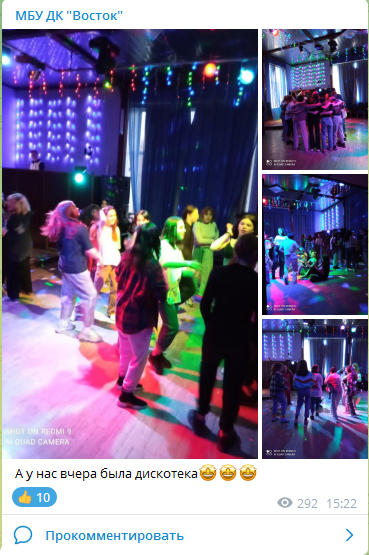 МБУ ДК "Восток"
SHOT ON REDMI 9
AI QUAD CAMERA
А у нас вчера была дискотека🤩🤩🤩
👍 10
292 15:22
Прокомментировать